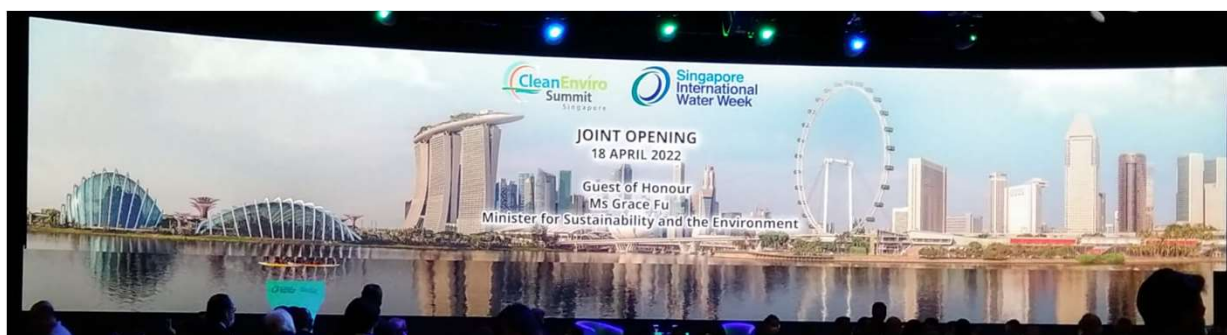 CleanEnviro
Summit
Singapore
Singapore
International
Water Week
JOINT OPENING
18 APRIL 2022
Guest of Honour
Ms Grace Fu
Minister for Sustainability and the Environment